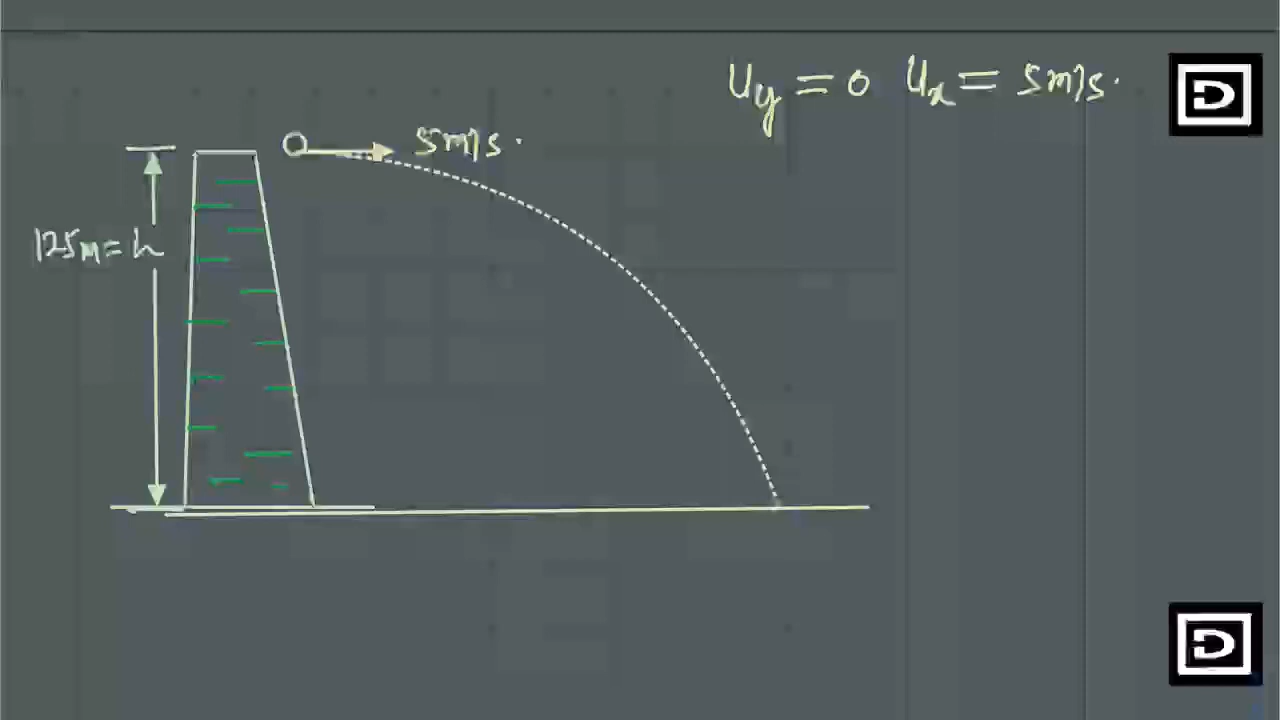 Uy = 0 Ux = 5m/s.
5m/s.
125m = h